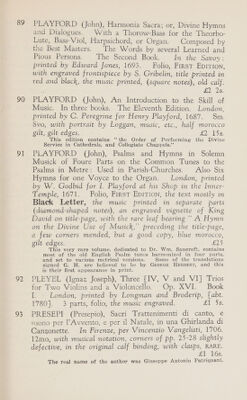 89 PLAYFORD (John), Harmonia Sacra; or, Divine Hymns
and Dialogues. With a Thorow-Bass for the Theorbo-
Lute, Bass-Viol, Harpsichord, or Organ. Composed by
the Best Masters. The Words by several Learned and
Pious Persons. The Second Book. In the Savoy:
printed by Edward Jones, 1693. Folio, FIRST EDITION,
with engraved frontispiece by S. Gribelin, title printed in
red and black, the music printed, (square notes), old calf.
£2 2s.
90 PLAYFORD (John), An Introduction to the Skill of
Music. In three books. The Eleventh Edition. London,
printed by C. Peregrine for Henry Playford, 1687. Sm.
8vo, with portrait by Loggan, music, etc., half morocco
gilt, gilt edges. £2 15s.
This edition contains "the Order of Performing the Divine
Service in Cathedrals, and Collegiate Chappels."
91 PLAYFORD (John), Psalms and Hymns in Solemn
Musick of Foure Parts on the Common Tunes to the
Psalms in Metre: Used in Parish-Churches. Also Six
Hymns for one Voyce to the Organ. London, printed
by W. Godbid for J. Playford at his Shop in the Inner-
Temple, 1671. Folio, FIRST EDITION, the text mostly in
Black Letter, the music printed in separate parts
(diamond-shaped notes), an engraved vignette of King
David on title-page, with the rare leaf bearing "A Hymn
on the Divine Use of Musick," preceding the title-page,
a few corners mended, but a good copy, blue morocco,
gilt edges. £25
This very rare volume, dedicated to Dr. Wm. Sancroft, contains
most of the old English Psalm tunes harmonised in four parts,
and set to various metrical versions. Some of the translations
signed G. H. are believed to be by George Herbert, and this
is their first appearance in print.
92 PLEYEL (Ignaz Joseph), Three [IV, V and VI] Trios
for Two Violins and a Violoncello. Op. XVI. Book
I. London, printed by Longman and Broderip, [abt.
1780]. 3 parts, folio, the music engraved. £1 5s.
93 PRESEPI (Presepio), Sacri Trattenimenti di canto, e
suono per l'Avvento, e per il Natale, in una Ghirlanda di
Canzonette. In Firenze, per Vincenzio Vangelisti, 1706.
12mo, with musical notation, corners of pp. 25-28 slightly
defective, in the original calf binding, with clasps, RARE.
£1 16s.
The real name of the author was Giuseppe Antonio Patrignani.